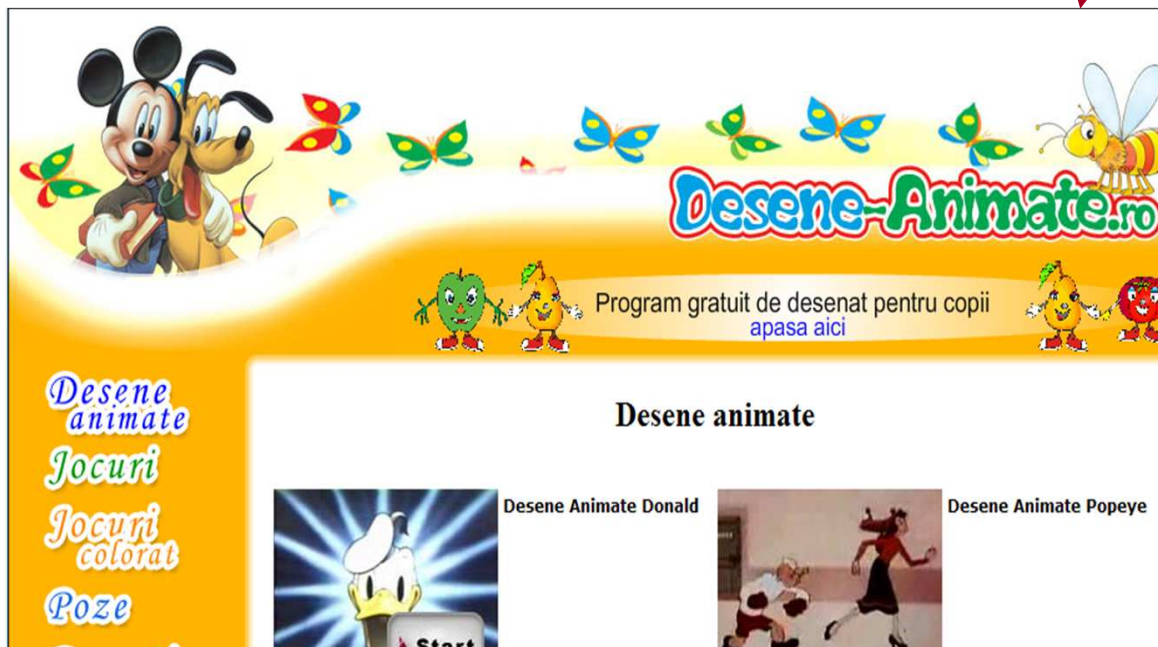 Desene-Animate.ro
Program gratuit de desenat pentru copii
apasa aici
Desene
animate
Jocuri
Jocuri
colorat
Poze
Desene animate
Desene Animate Donald
Start
Desene Animate Popeye